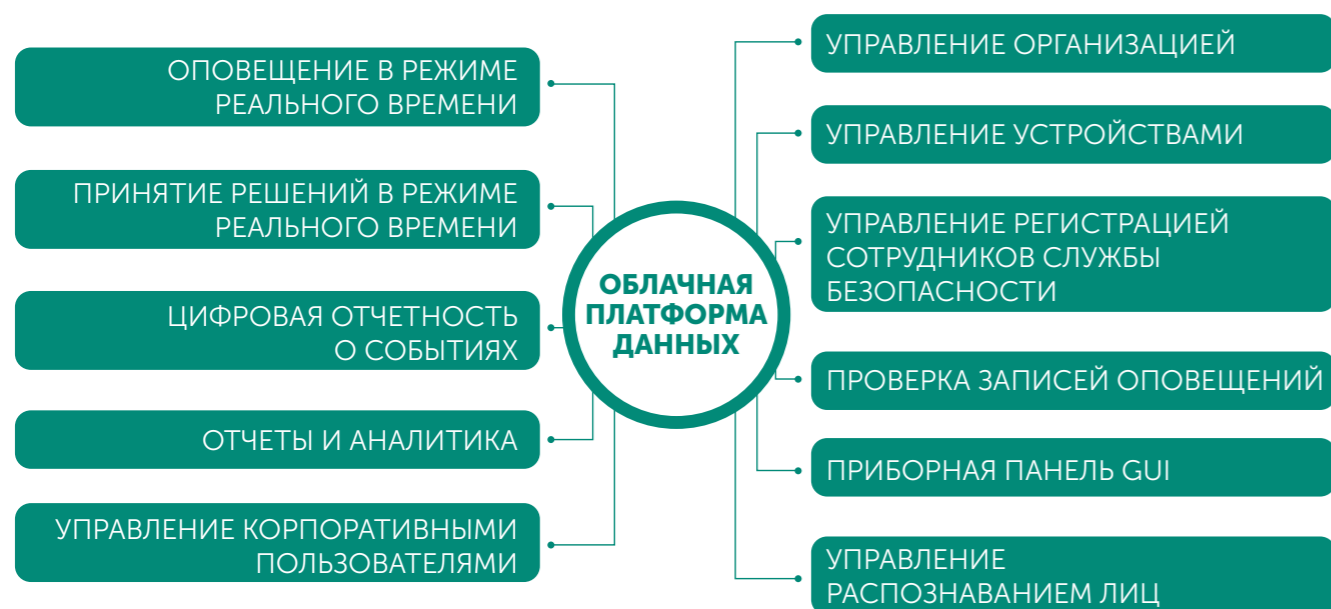 ОПОВЕЩЕНИЕ В РЕЖИМЕ
РЕАЛЬНОГО ВРЕМЕНИ
ПРИНЯТИЕ РЕШЕНИЙ В РЕЖИМЕ
РЕАЛЬНОГО ВРЕМЕНИ
ЦИФРОВАЯ ОТЧЕТНОСТЬ
О СОБЫТИЯХ
ОТЧЕТЫ И АНАЛИТИКА
УПРАВЛЕНИЕ КОРПОРАТИВНЫМИ
ПОЛЬЗОВАТЕЛЯМИ
ОБЛАЧНАЯ
ПЛАТФОРМА
ДАННЫХ
УПРАВЛЕНИЕ ОРГАНИЗАЦИЕЙ
УПРАВЛЕНИЕ УСТРОЙСТВАМИ
УПРАВЛЕНИЕ РЕГИСТРАЦИЕЙ
СОТРУДНИКОВ СЛУЖБЫ
БЕЗОПАСНОСТИ
ПРОВЕРКА ЗАПИСЕЙ ОПОВЕЩЕНИЙ
ПРИБОРНАЯ ПАНЕЛЬ GUI
УПРАВЛЕНИЕ
РАСПОЗНАВАНИЕМ ЛИЦ